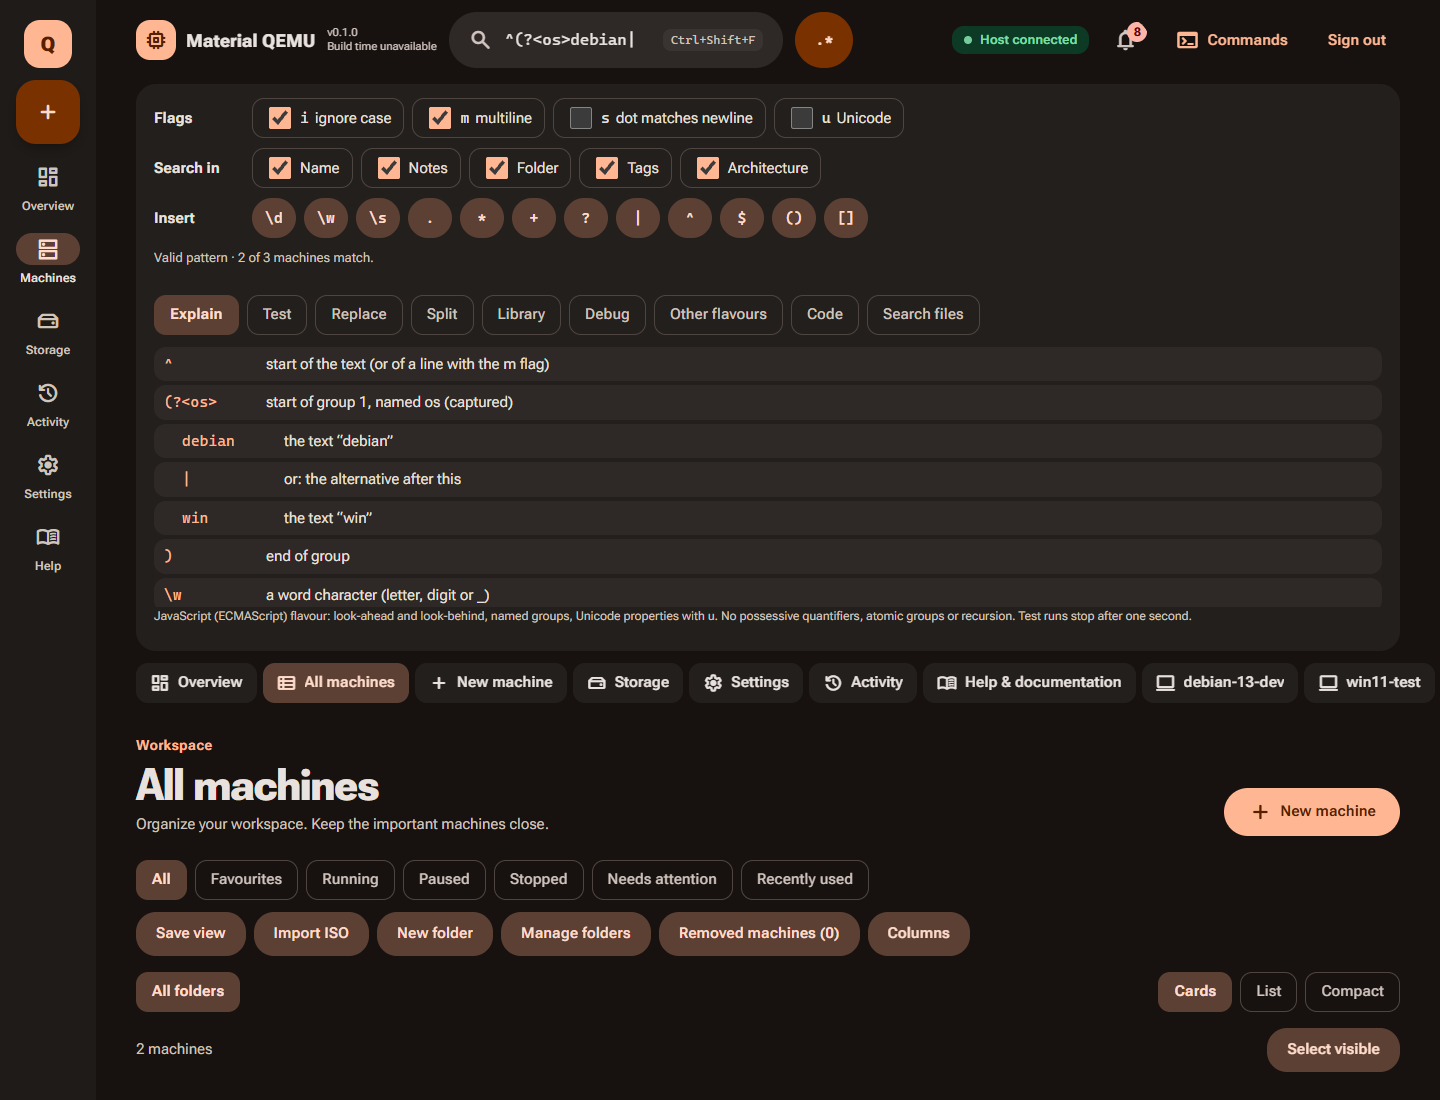 Q
Material QEMU
v0.1.0
Build time unavailable
^(?<os>debian|
Ctrl+Shift+F
.*
Host connected
8
Commands
Sign out
+
Overview
Machines
Storage
Activity
Settings
Help
Flags
i ignore case
m multiline
s dot matches newline
u Unicode
Search in
Name
Notes
Folder
Tags
Architecture
Insert
\d
\w
\s
.
*
+
?
|
^
$
()
[]
Valid pattern · 2 of 3 machines match.
Explain
Test
Replace
Split
Library
Debug
Other flavours
Code
Search files
^ start of the text (or of a line with the m flag)
(?<os> start of group 1, named os (captured)
debian the text “debian”
| or: the alternative after this
win the text “win”
) end of group
\w a word character (letter, digit or _)
JavaScript (ECMAScript) flavour: look-ahead and look-behind, named groups, Unicode properties with u. No possessive quantifiers, atomic groups or recursion. Test runs stop after one second.
Overview
All machines
+ New machine
Storage
Settings
Activity
Help & documentation
debian-13-dev
win11-test
Workspace
All machines
Organize your workspace. Keep the important machines close.
+ New machine
All
Favourites
Running
Paused
Stopped
Needs attention
Recently used
Save view
Import ISO
New folder
Manage folders
Removed machines (0)
Columns
All folders
Cards
List
Compact
2 machines
Select visible